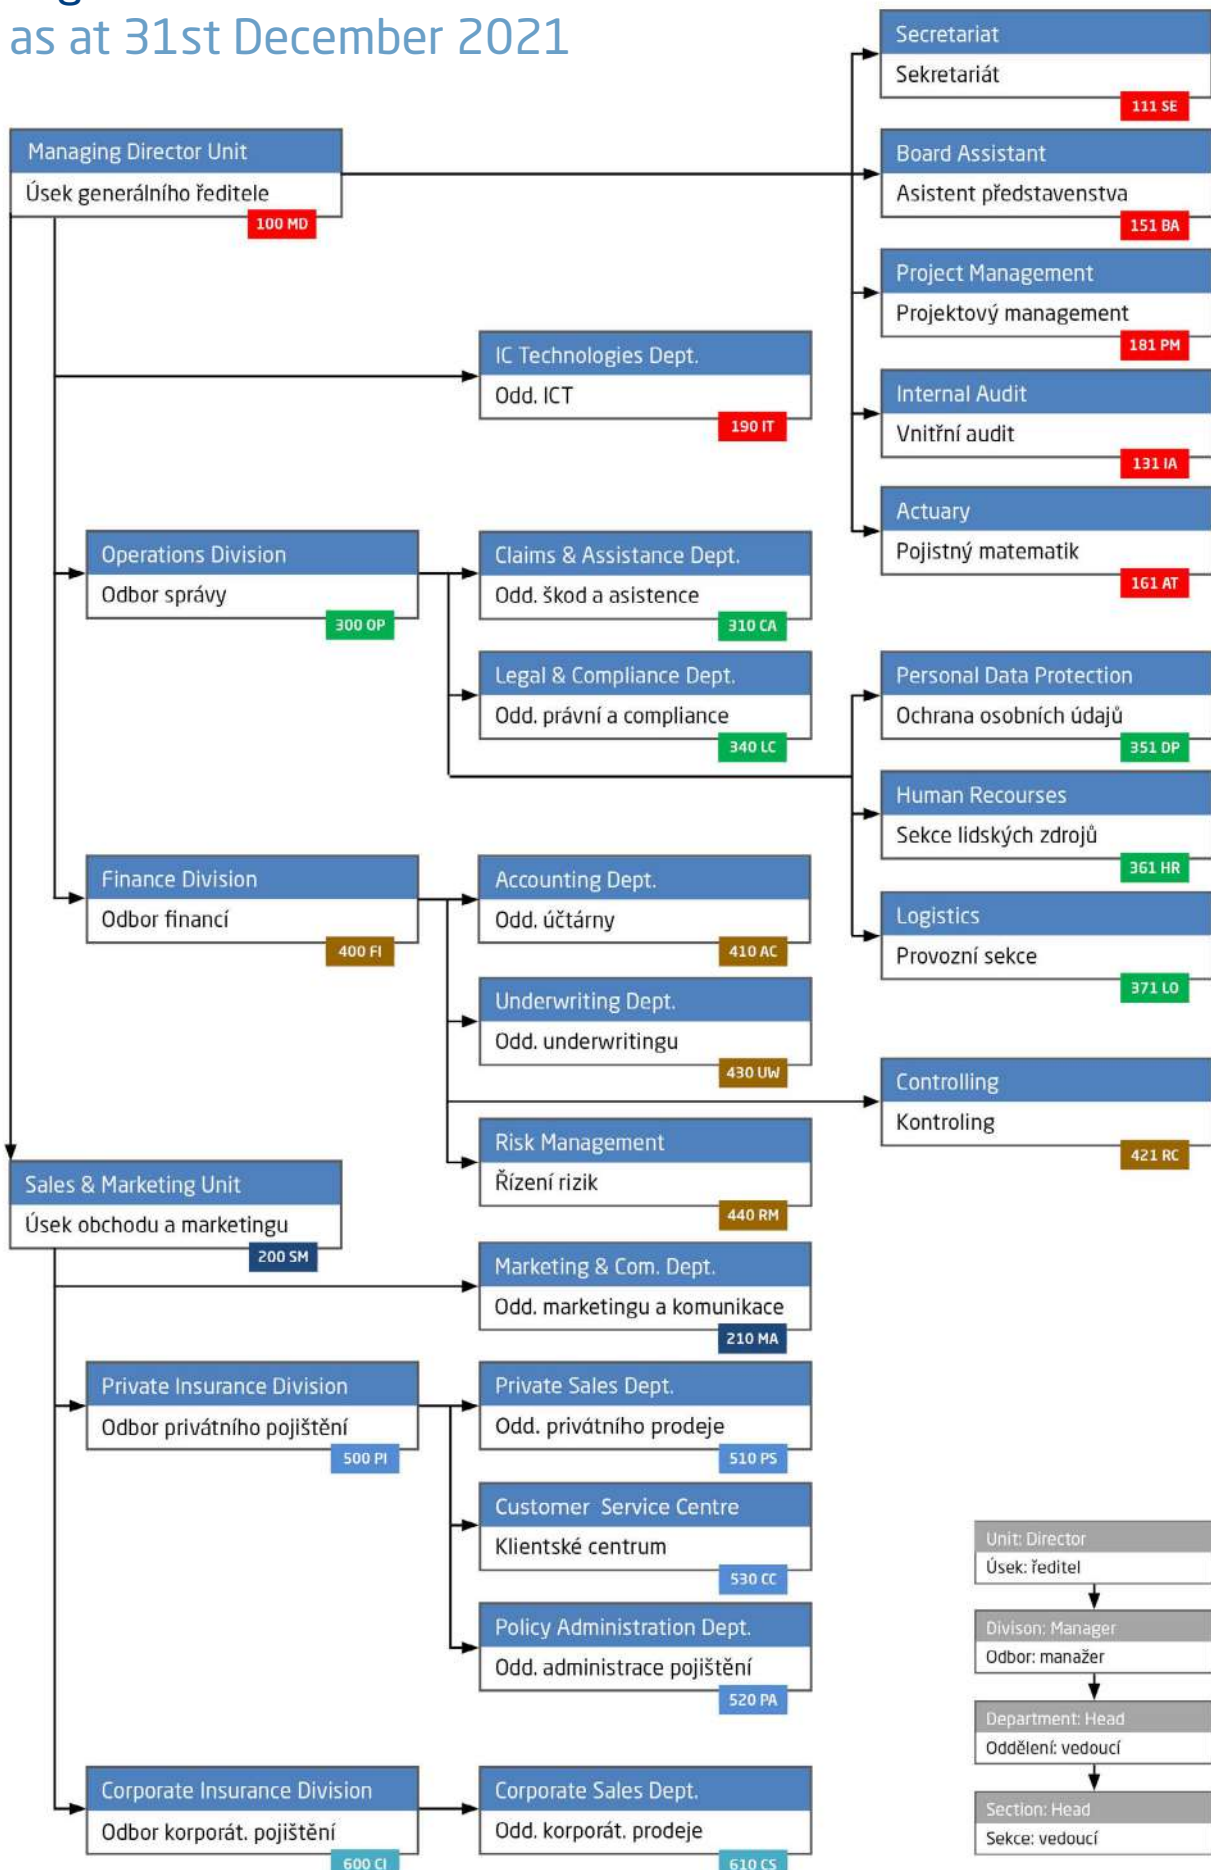 as at 31st December 2021
Secretariat
Sekretariát
111 SE
Managing Director Unit
Úsek generálního ředitele
100 MD
Board Assistant
Asistent představenstva
151 BA
Project Management
Projektový management
181 PM
IC Technologies Dept.
Odd. ICT
190 IT
Internal Audit
Vnitřní audit
131 IA
Actuary
Pojistný matematik
161 AT
Operations Division
Odbor správy
300 OP
Claims & Assistance Dept.
Odd. škod a asistence
310 CA
Legal & Compliance Dept.
Odd. právní a compliance
340 LC
Personal Data Protection
Ochrana osobních údajů
351 DP
Human Recourses
Sekce lidských zdrojů
361 HR
Finance Division
Odbor financí
400 FI
Accounting Dept.
Odd. účtárny
410 AC
Logistics
Provozní sekce
371 LO
Underwriting Dept.
Odd. underwritingu
430 UW
Controlling
Kontroling
421 RC
Risk Management
Řízení rizik
440 RM
Sales & Marketing Unit
Úsek obchodu a marketingu
200 SM
Marketing & Com. Dept.
Odd. marketingu a komunikace
210 MA
Private Insurance Division
Odbor privátního pojištění
500 PI
Private Sales Dept.
Odd. privátního prodeje
510 PS
Customer Service Centre
Klientské centrum
530 CC
Policy Administration Dept.
Odd. administrace pojištění
520 PA
Corporate Insurance Division
Odbor korporát. pojištění
600 CI
Corporate Sales Dept.
Odd. korporát. prodeje
610 CS
Unit: Director
Úsek: ředitel
Divison: Manager
Odbor: manažer
Department: Head
Oddělení: vedoucí
Section: Head
Sekce: vedoucí